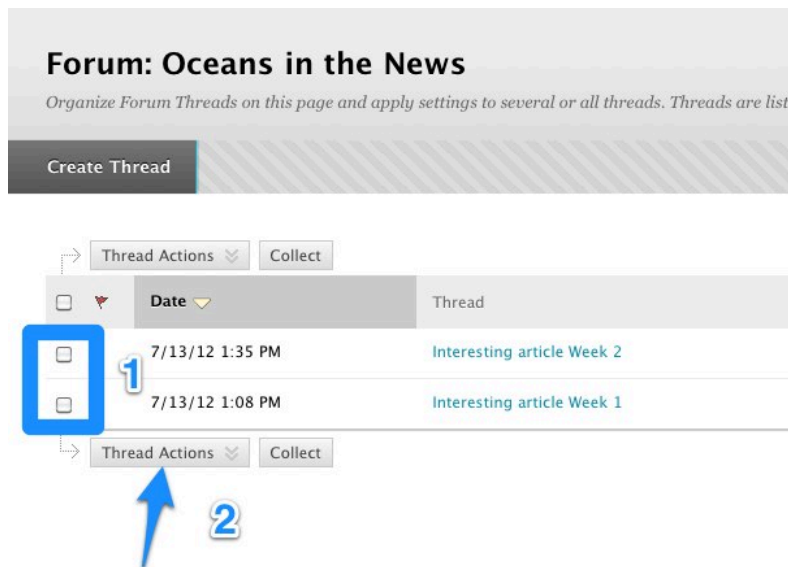 Forum: Oceans in the News
Organize Forum Threads on this page and apply settings to several or all threads. Threads are list
Create Thread
Thread Actions Collect
Date Thread
7/13/12 1:35 PM Interesting article Week 2
1
7/13/12 1:08 PM Interesting article Week 1
Thread Actions Collect
2